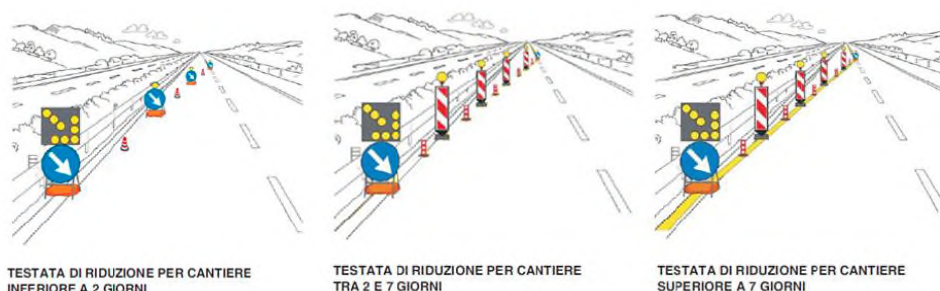 TESTATA DI RIDUZIONE PER CANTIERE
INFERIORE A 2 GIORNI
TESTATA DI RIDUZIONE PER CANTIERE
TRA 2 E 7 GIORNI
TESTATA DI RIDUZIONE PER CANTIERE
SUPERIORE A 7 GIORNI